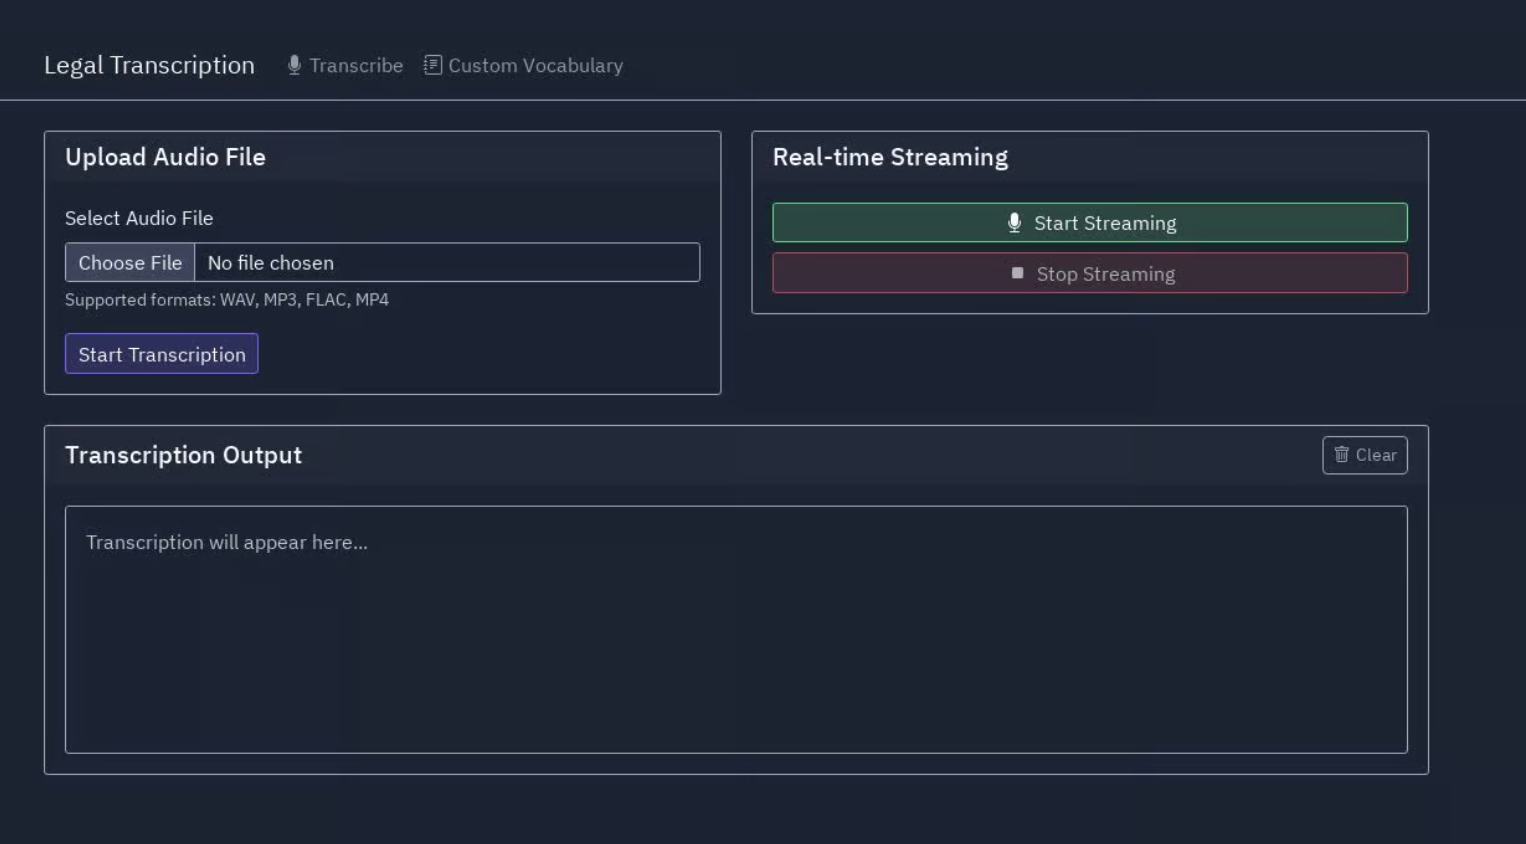 Legal Transcription Transcribe Custom Vocabulary
Upload Audio File
Select Audio File
Choose File No file chosen
Supported formats: WAV, MP3, FLAC, MP4
Start Transcription
Real-time Streaming
Start Streaming
Stop Streaming
Transcription Output
Clear
Transcription will appear here...